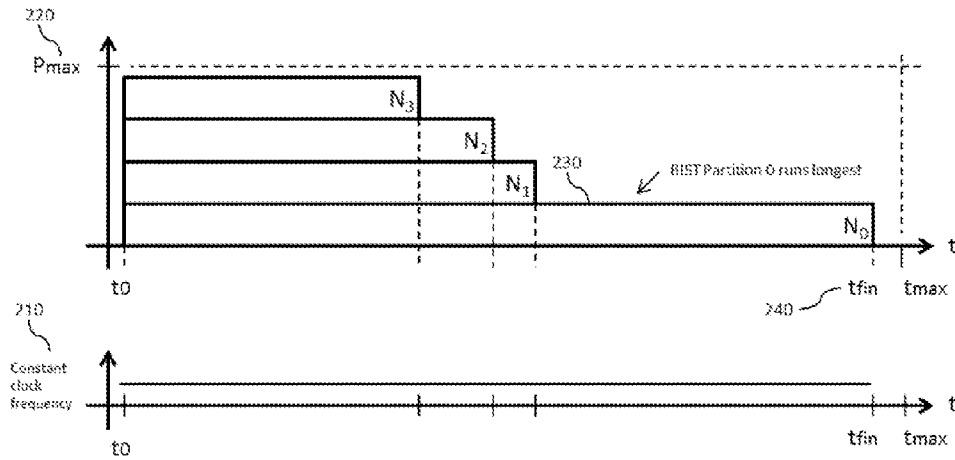 220
Pmax
N3
N2
N1
230
BIST Partition 0 runs longest
N0
t
t0
tfin
tmax
240
210
Constant
clock
frequency
t
t0
tfin
tmax